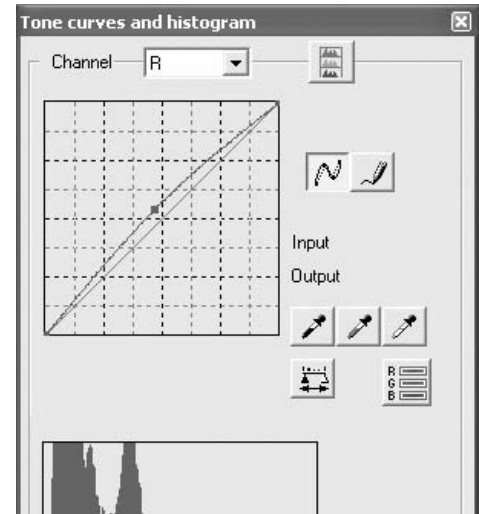 Tone curves and histogram
Channel R
Input
Output
R
G
B